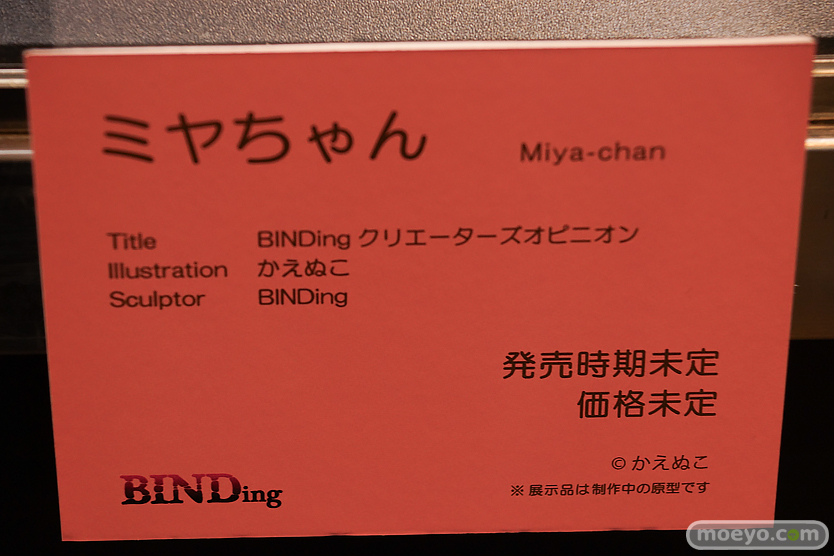 ミヤちゃん Miya-chan
Title BINDing クリエーターズオピニオン
Illustration かえぬこ
Sculptor BINDing
発売時期未定
価格未定
© かえぬこ
BINDing
※ 展示品は制作中の原型です
moeyo.com